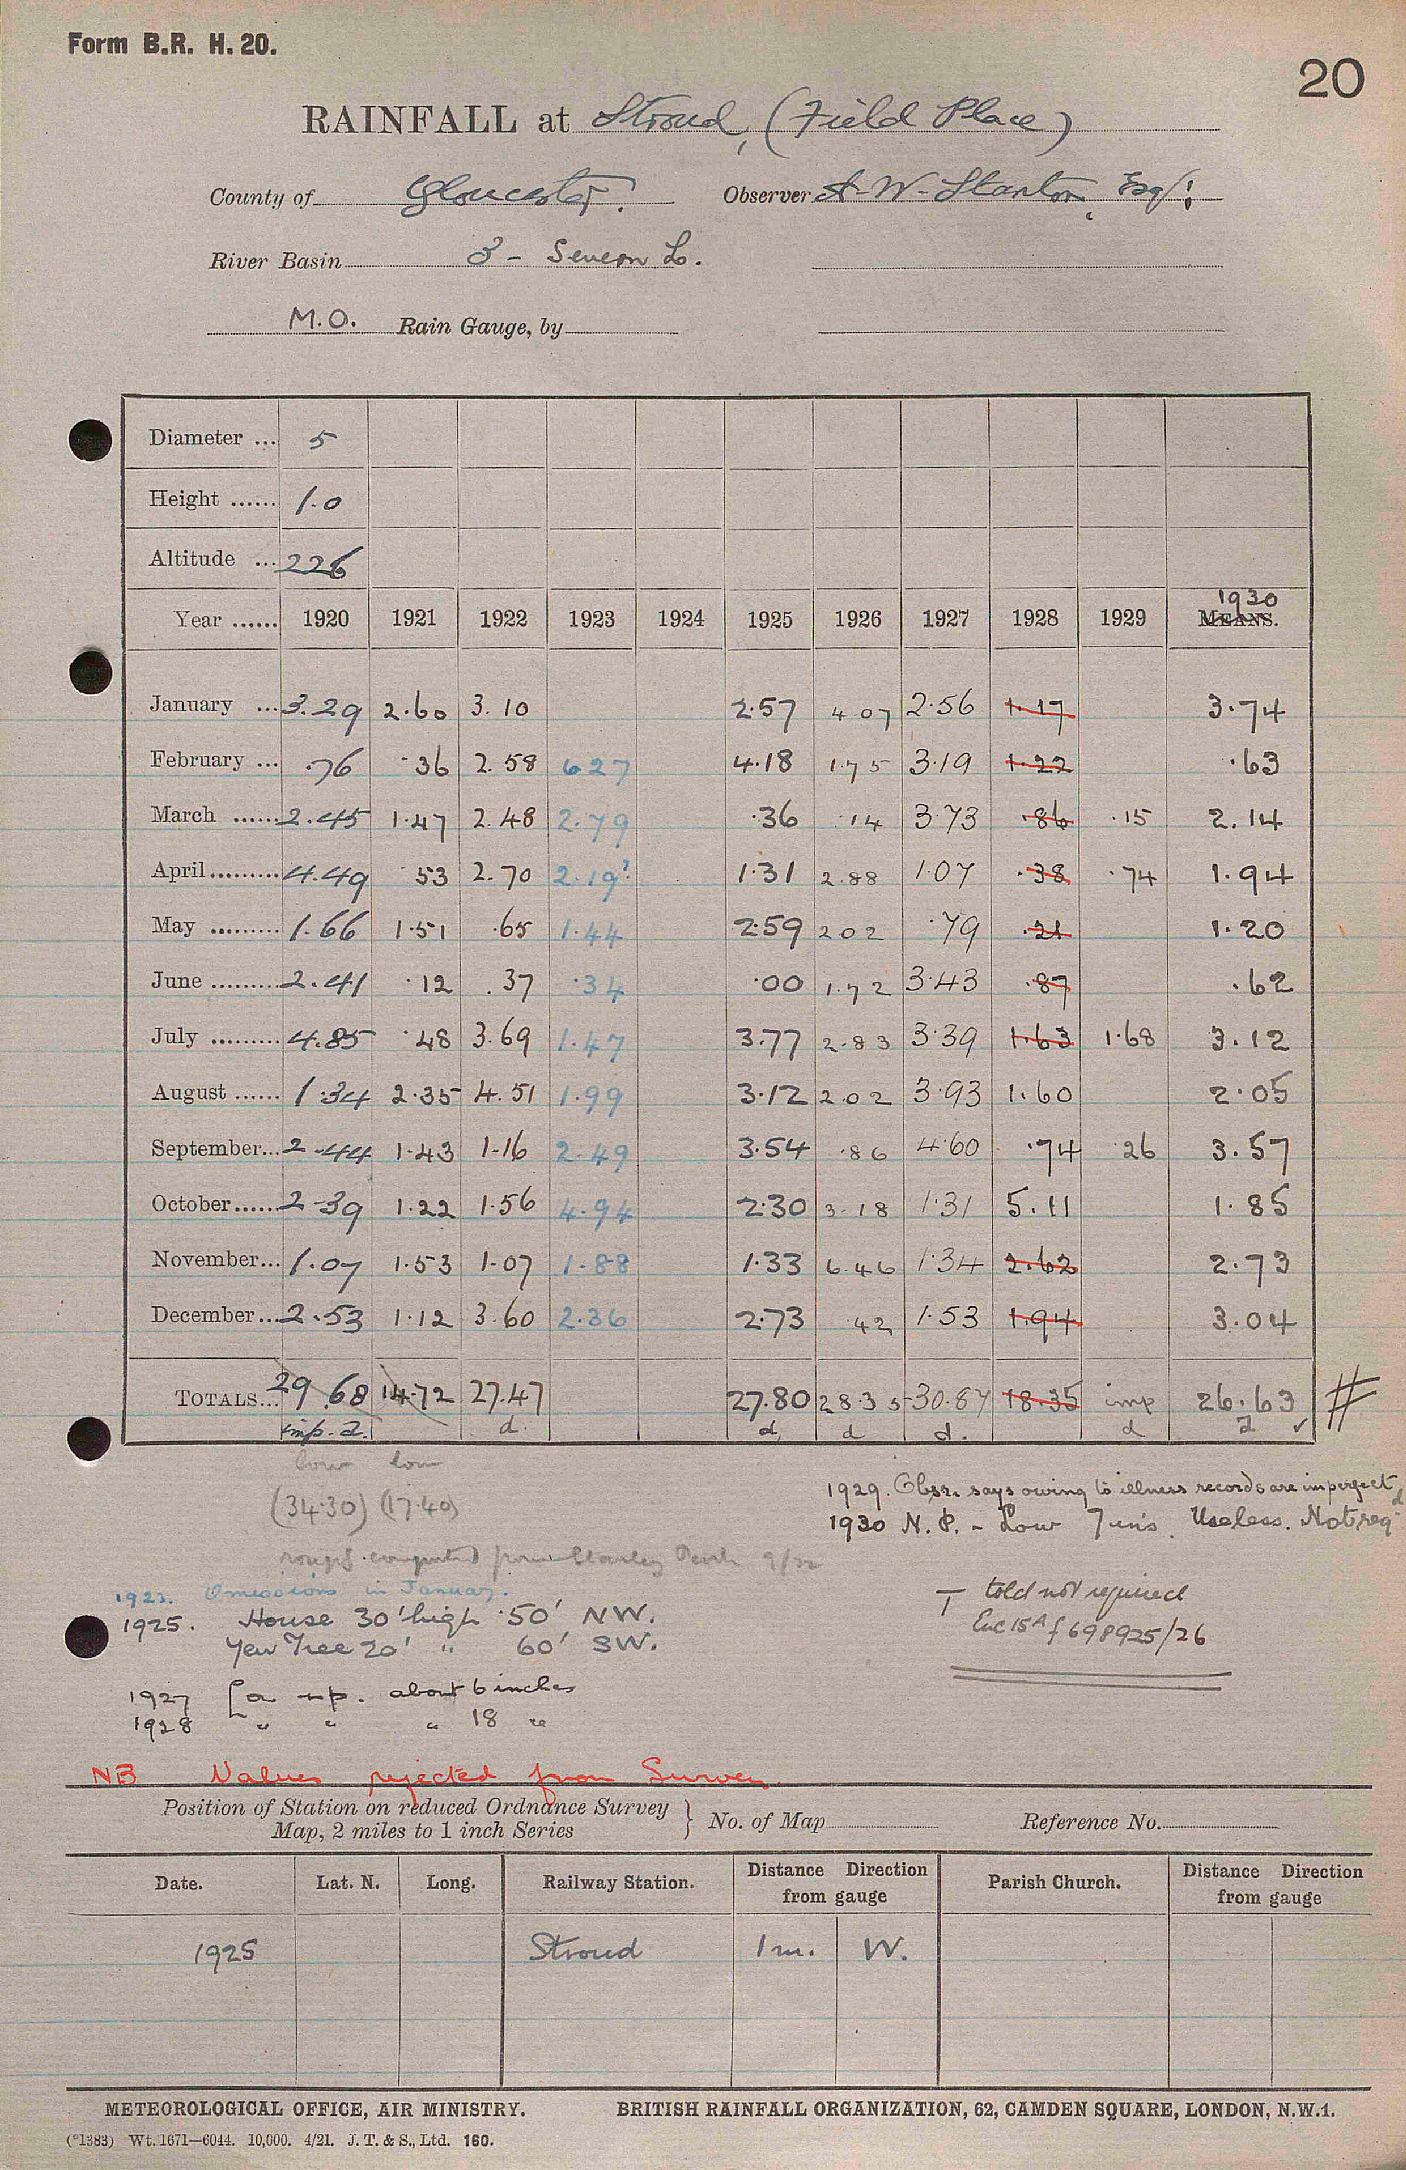 Form B.R. H. 20.
20
RAINFALL at Stroud, (Field Place)
County of Gloucester. Observer A. W. Stanton, Esq:
River Basin 3 - Severn L.
M.O. Rain Gauge, by
Diameter ... 5
Height ...... 1.0
Altitude ... 226
1930
Year ...... 1920 1921 1922 1923 1924 1925 1926 1927 1928 1929 MEANS.
January ... 3.29 2.60 3.10 2.57 4.07 2.56 1.17 3.74
February ... .76 .36 2.58 6.27 4.18 1.75 3.19 1.22 .63
March ...... 2.45 1.47 2.48 2.79 .36 .14 3.73 .86 .15 2.14
April ......... 4.49 .53 2.70 2.19? 1.31 2.88 1.07 .38 .74 1.94
May ......... 1.66 1.51 .65 1.44 2.59 2.02 .79 .21 1.20
June ......... 2.41 .12 .37 .34 .00 1.72 3.43 .87 .62
July ......... 4.85 .48 3.69 1.47 3.77 2.83 3.39 1.63 1.68 3.12
August ...... 1.34 2.35 4.51 1.99 3.12 2.02 3.93 1.60 2.05
September... 2.44 1.43 1.16 2.49 3.54 .86 4.60 .74 .26 3.57
October...... 2.39 1.22 1.56 4.94 2.30 3.18 1.31 5.11 1.85
November... 1.07 1.53 1.07 1.88 1.33 6.46 1.34 2.62 2.73
December ... 2.53 1.12 3.60 2.36 2.73 .42 1.53 1.94 3.04
TOTALS... 29.68 14.72 27.47 27.80 28.35 30.87 18.35 imp 26.63 #
imp. d. d. d d d. d d ✓
low low
(34.30) (17.40)
1929. Obsr. says owing to illness records are imperfect
1930 N.P. - Low 7 ins. Useless. Not req d
rough computed from 9/32
1923. Omissions in January.
1925. House 30' high 50' NW.
Yew Tree 20' " 60' SW.
T told not required
Enc 15A f 698925/26
1927 [a up. about 6 inches
1928 " " " 18 "
NB Values rejected from Survey
Position of Station on reduced Ordnance Survey
Map, 2 miles to 1 inch Series } No. of Map Reference No.
Date. Lat. N. Long. Railway Station. Distance Direction from gauge Parish Church. Distance Direction from gauge
1925 Stroud 1 m. W.
METEOROLOGICAL OFFICE, AIR MINISTRY. BRITISH RAINFALL ORGANIZATION, 62, CAMDEN SQUARE, LONDON, N.W.1.
(*1383) Wt. 1671—6044. 10,000. 4/21. J. T. & S., Ltd. 160.